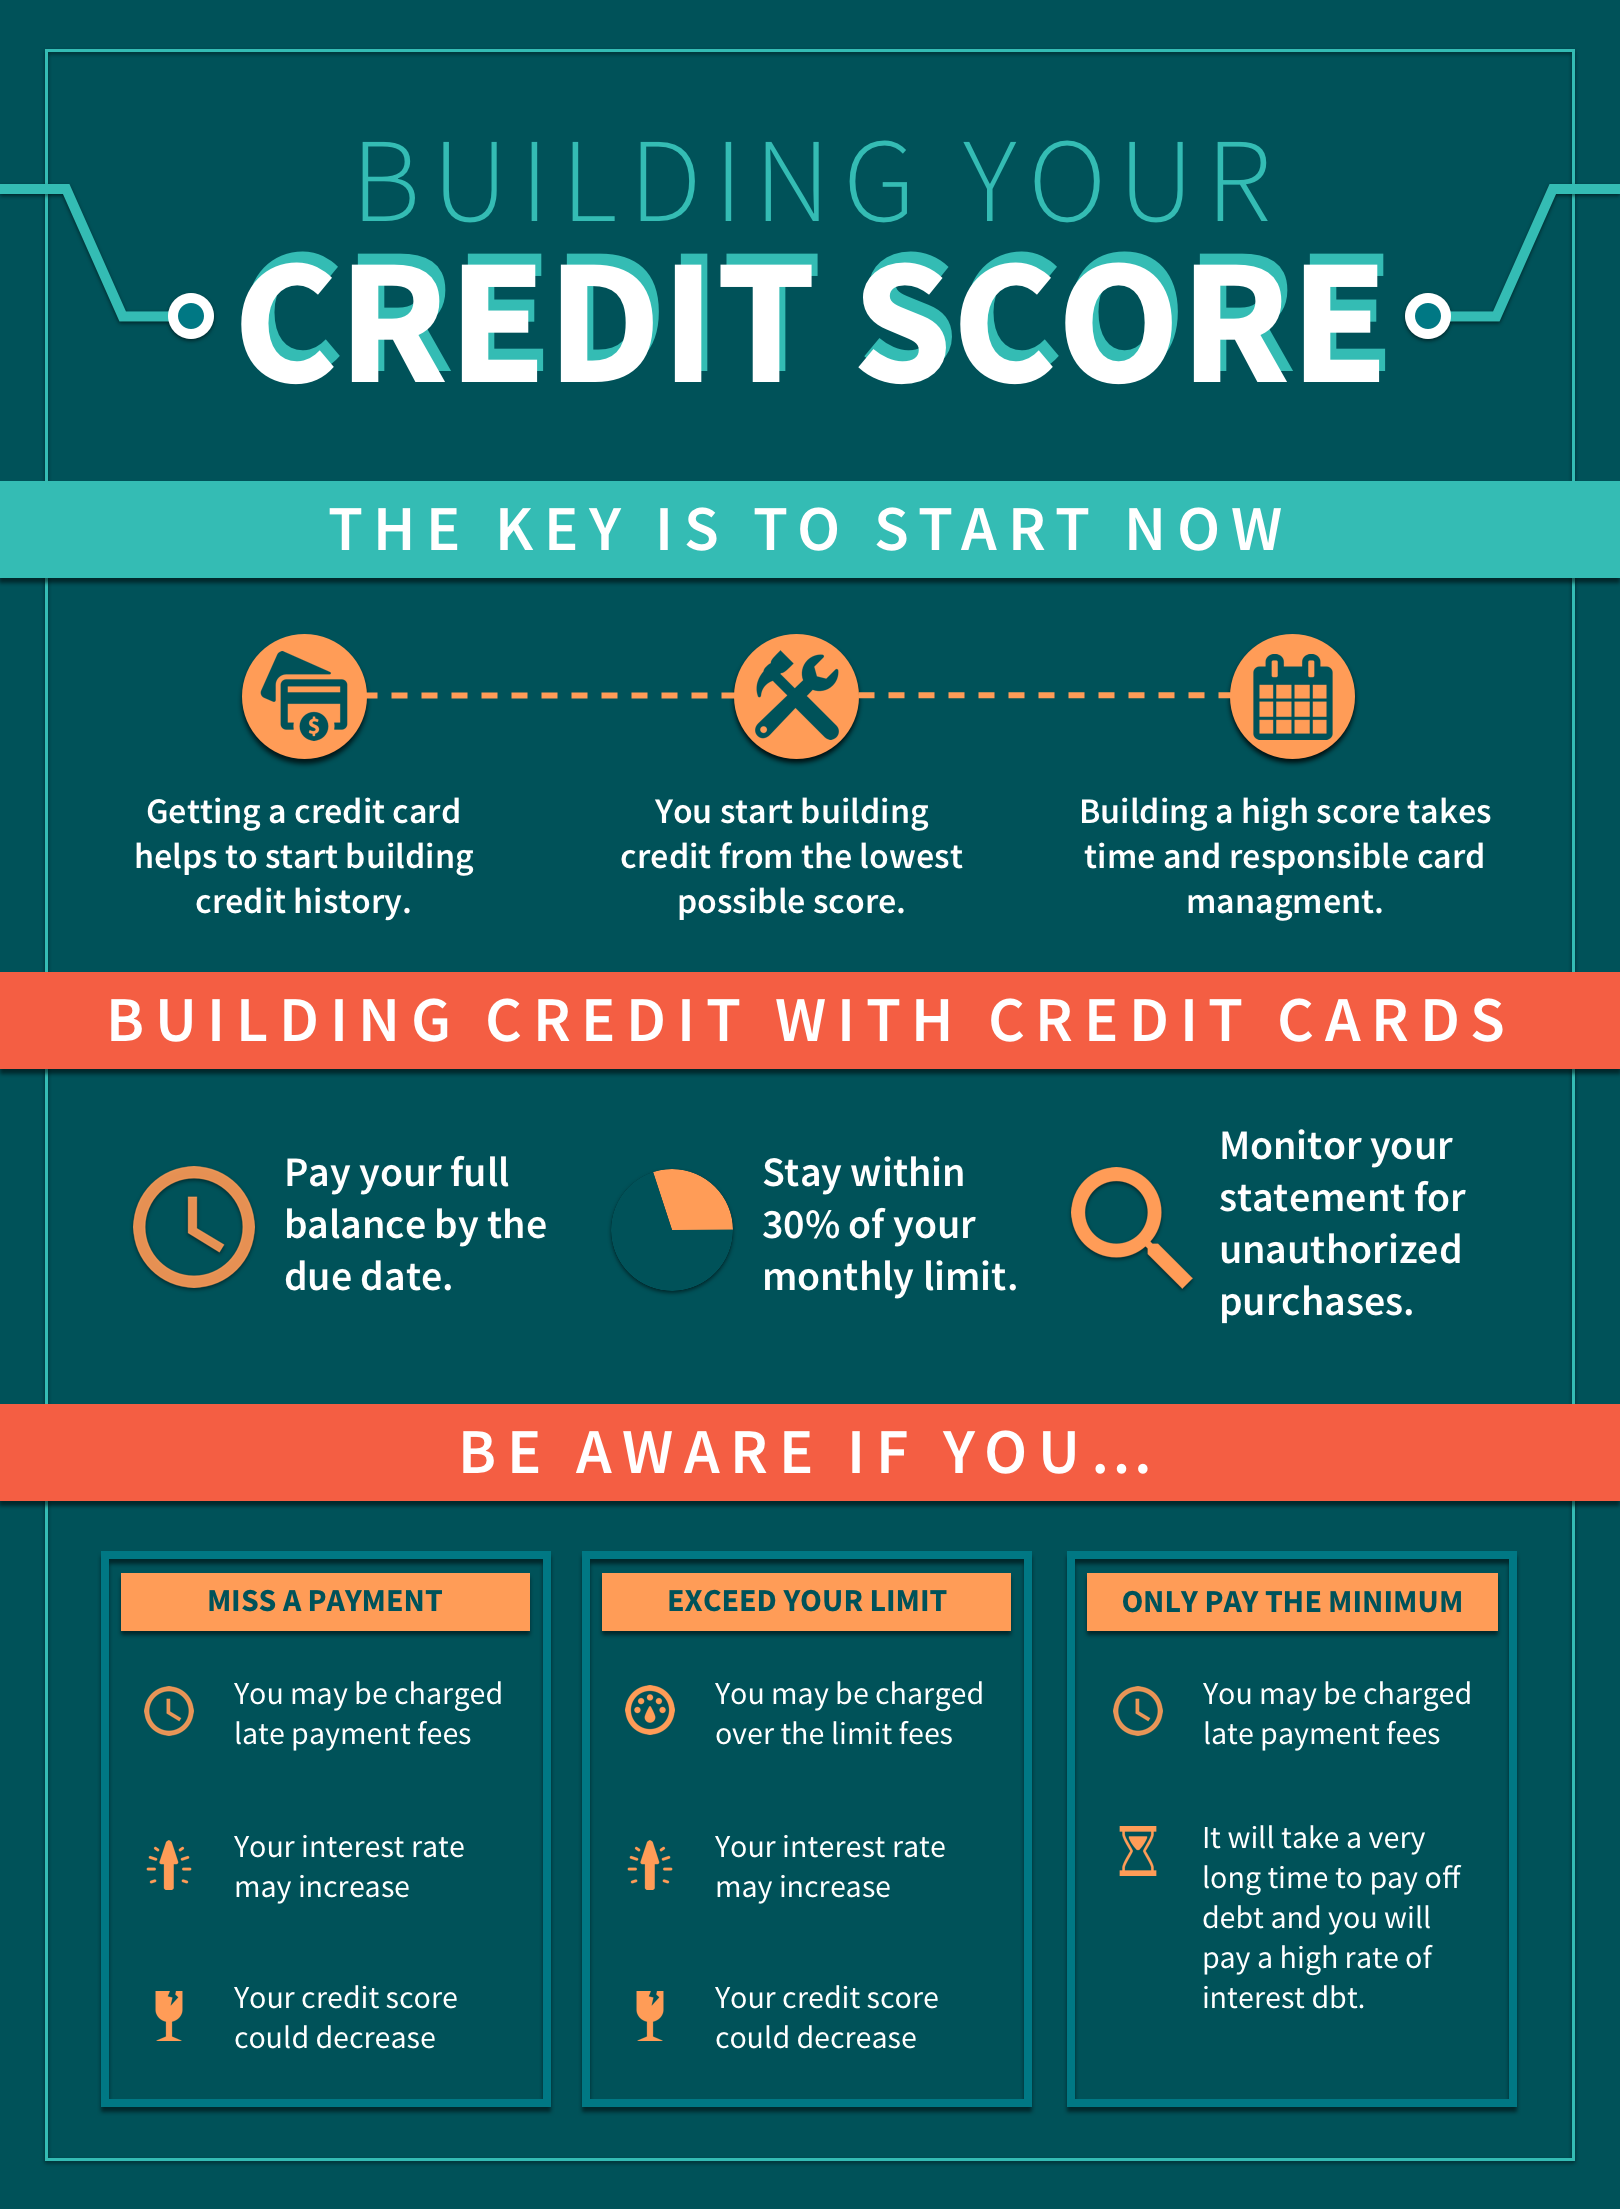 BUILDING YOUR
CREDIT SCORE
THE KEY IS TO START NOW
Getting a credit card
helps to start building
credit history.
You start building
credit from the lowest
possible score.
Building a high score takes
time and responsible card
managment.
BUILDING CREDIT WITH CREDIT CARDS
Pay your full
balance by the
due date.
Stay within
30% of your
monthly limit.
Monitor your
statement for
unauthorized
purchases.
BE AWARE IF YOU...
MISS A PAYMENT
You may be charged
late payment fees
Your interest rate
may increase
Your credit score
could decrease
EXCEED YOUR LIMIT
You may be charged
over the limit fees
Your interest rate
may increase
Your credit score
could decrease
ONLY PAY THE MINIMUM
You may be charged
late payment fees
It will take a very
long time to pay off
debt and you will
pay a high rate of
interest dbt.